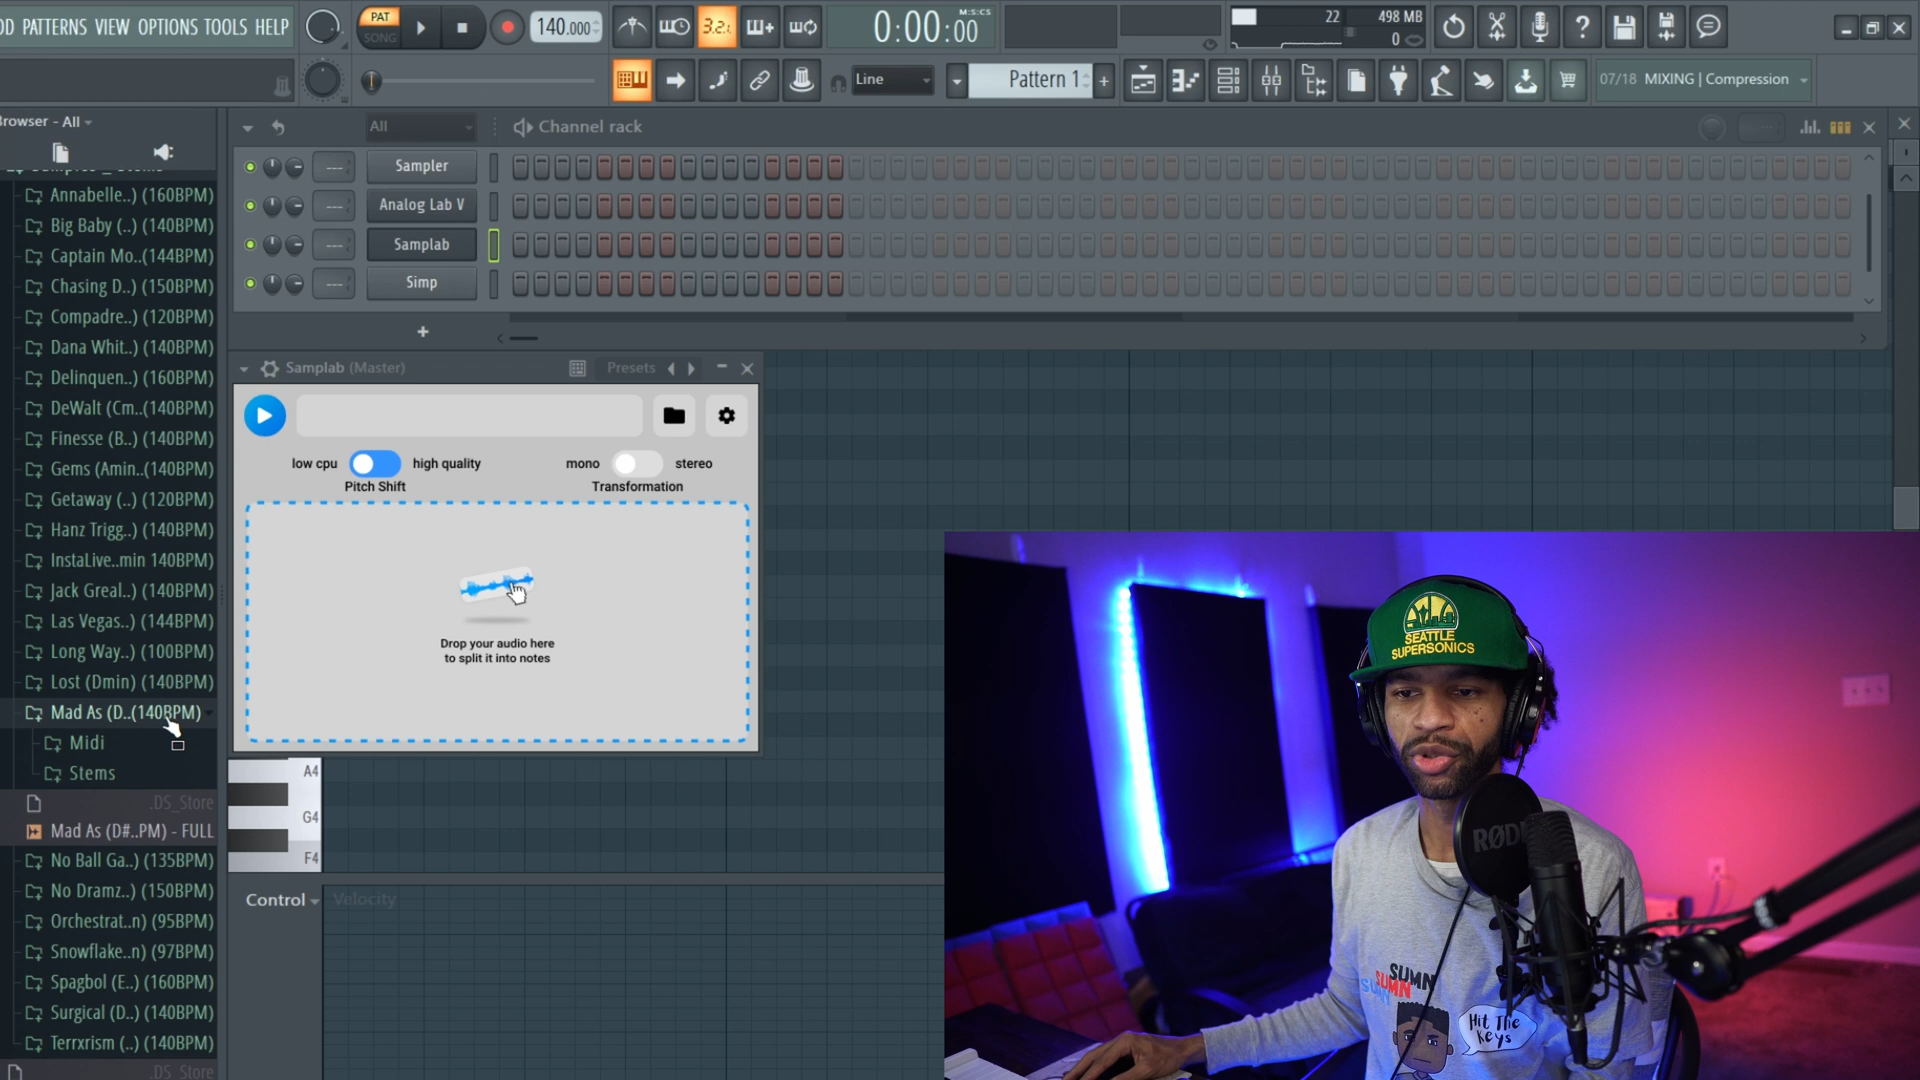 OD PATTERNS VIEW OPTIONS TOOLS HELP
PAT
SONG
140.000
3.2.
0:00:00
M:S:CS
22
498 MB
0
Line
Pattern 1
07/18 MIXING | Compression
Browser - All
All
Channel rack
Sampler
Analog Lab V
Samplab
Simp
Annabelle..) (160BPM)
Big Baby (..) (140BPM)
Captain Mo..(144BPM)
Chasing D..) (150BPM)
Compadre..) (120BPM)
Dana Whit..) (140BPM)
Delinquen..) (160BPM)
DeWalt (Cm..(140BPM)
Finesse (B..) (140BPM)
Gems (Amin..(140BPM)
Getaway (..) (120BPM)
Hanz Trigg..) (140BPM)
InstaLive..min 140BPM)
Jack Greal..) (140BPM)
Las Vegas..) (144BPM)
Long Way..) (100BPM)
Lost (Dmin) (140BPM)
Mad As (D..(140BPM)
Midi
Stems
.DS_Store
Mad As (D#..PM) - FULL
No Ball Ga..) (135BPM)
No Dramz..) (150BPM)
Orchestrat..n) (95BPM)
Snowflake..n) (97BPM)
Spagbol (E..) (160BPM)
Surgical (D..) (140BPM)
Terrxrism (..) (140BPM)
.DS_Store
Samplab (Master)
Presets
low cpu
high quality
Pitch Shift
mono
stereo
Transformation
Drop your audio here
to split it into notes
A4
G4
F4
Control
Velocity
SEATTLE
SUPERSONICS
RØDE
SUMN
SUMN
Hit The
Keys